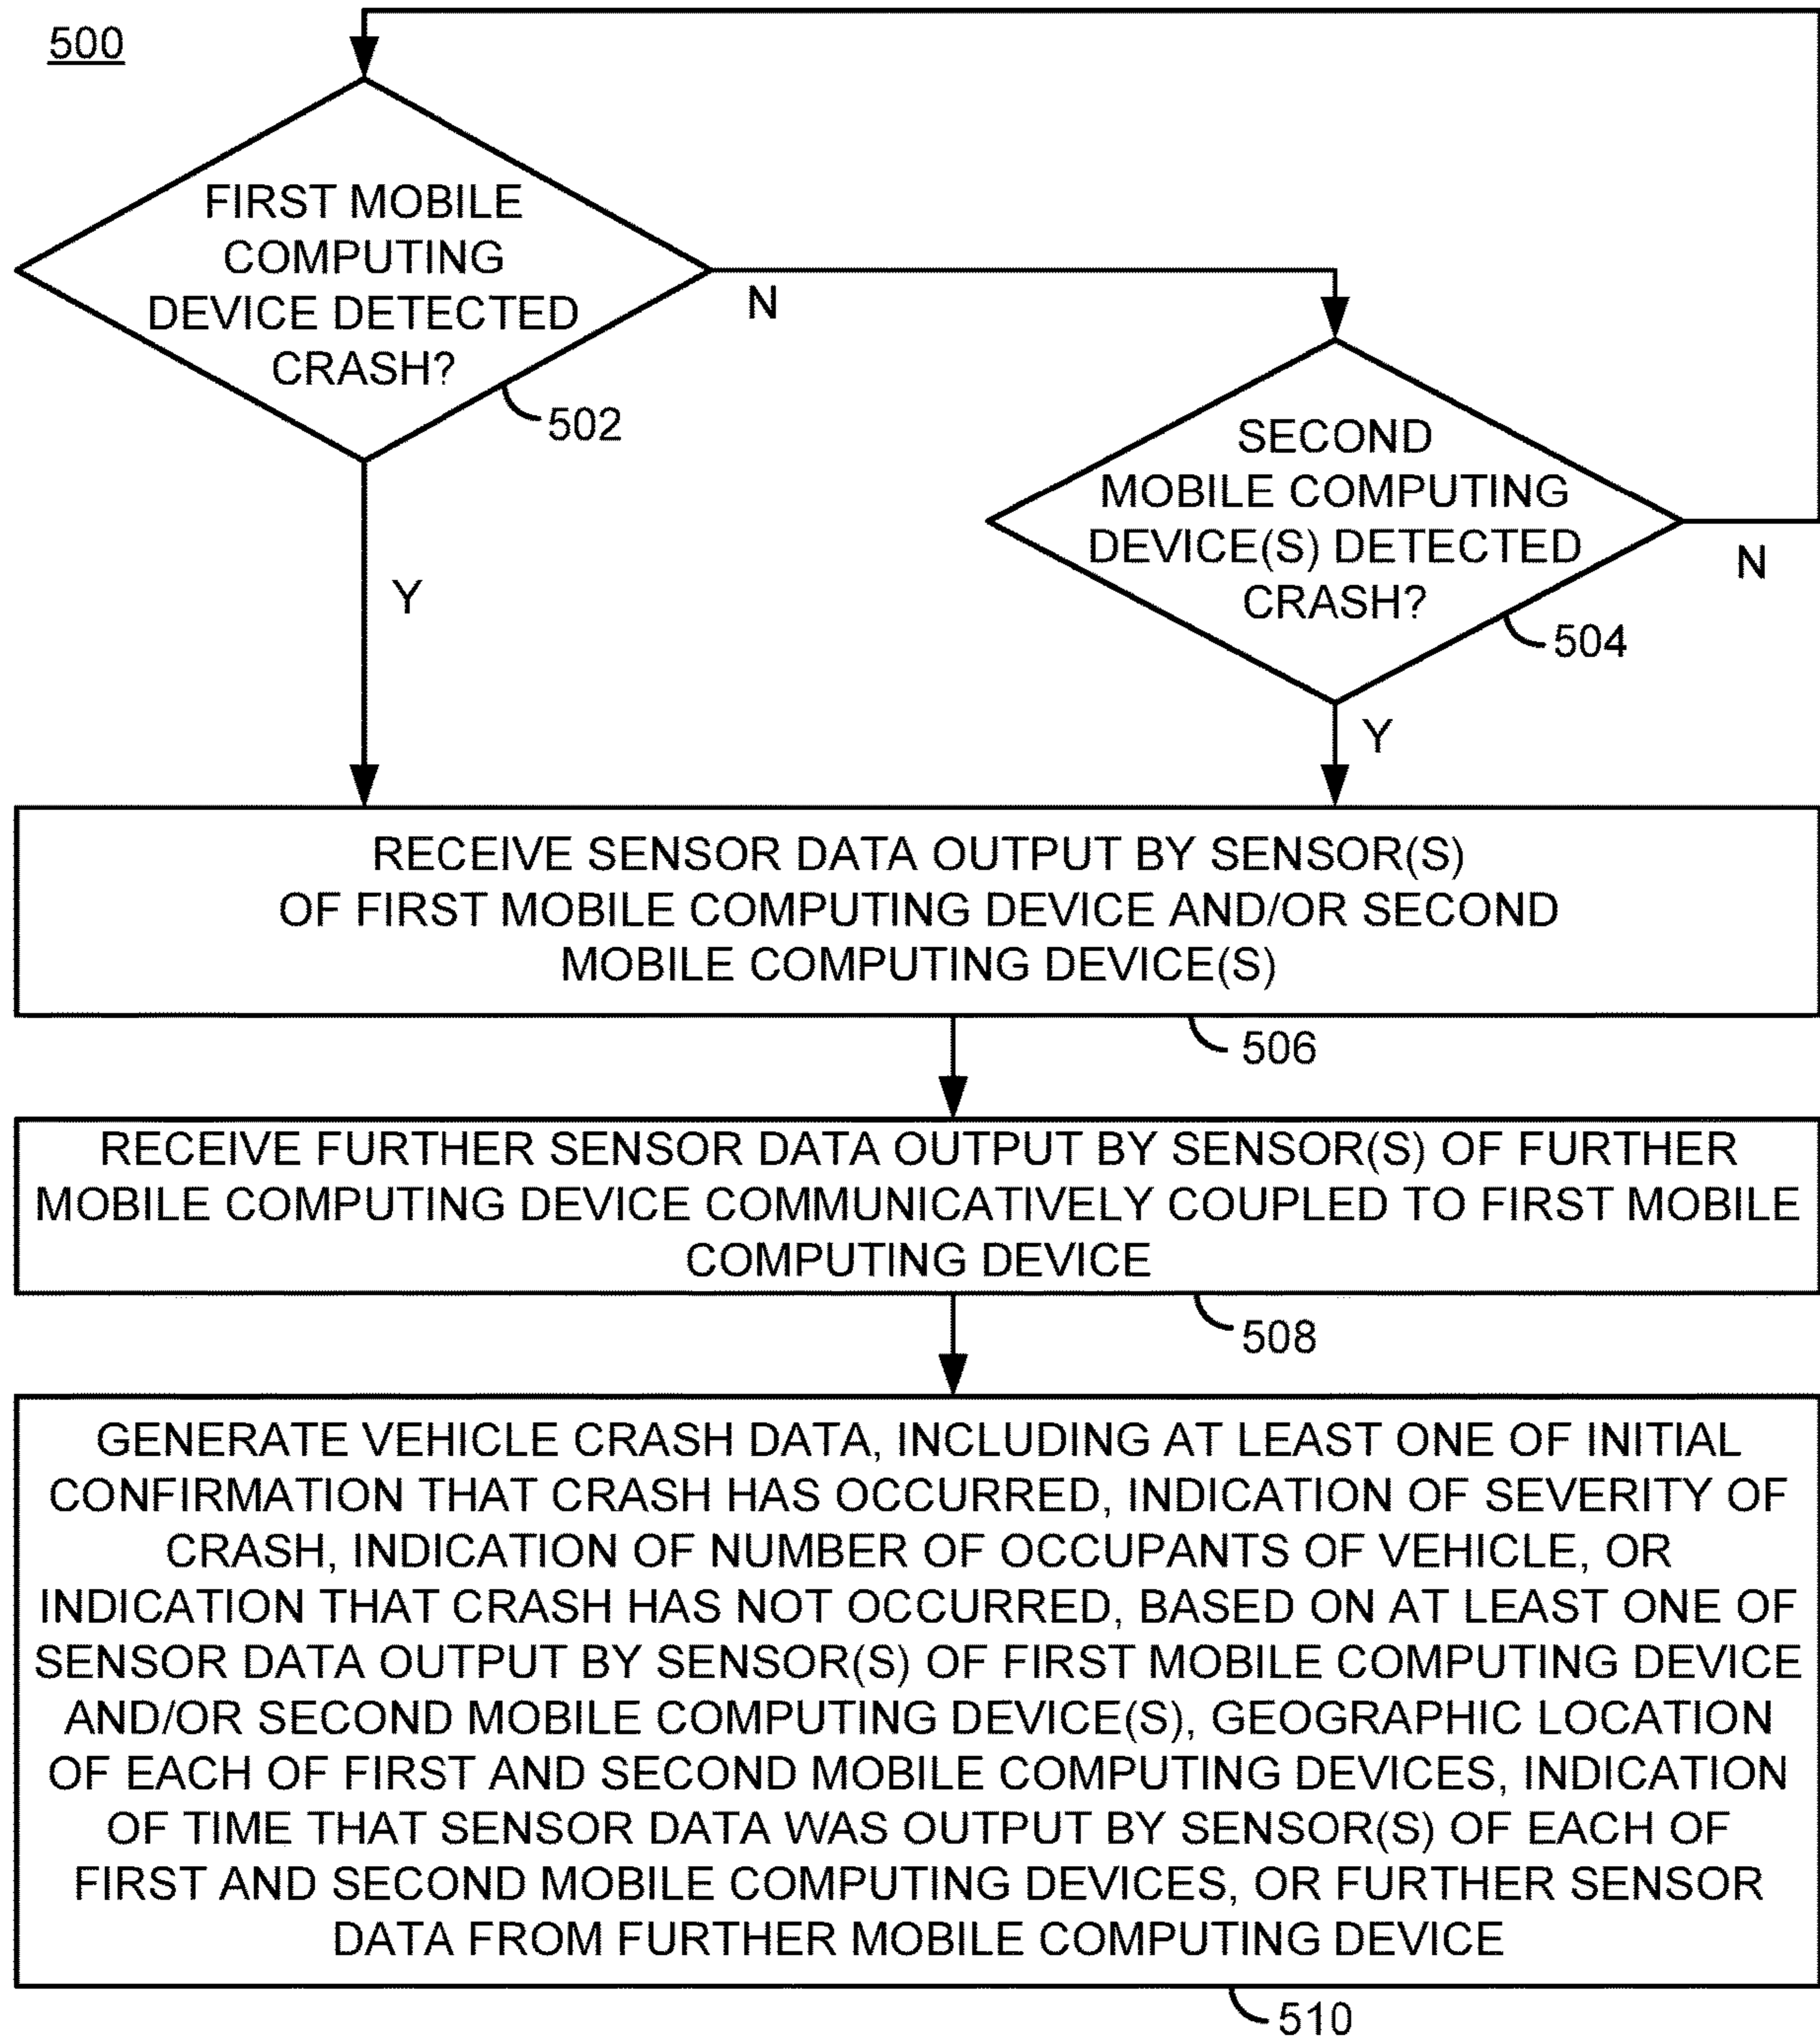 500
FIRST MOBILE
COMPUTING
DEVICE DETECTED
CRASH?
502
N
SECOND
MOBILE COMPUTING
DEVICE(S) DETECTED
CRASH?
504
N
Y
Y
RECEIVE SENSOR DATA OUTPUT BY SENSOR(S)
OF FIRST MOBILE COMPUTING DEVICE AND/OR SECOND
MOBILE COMPUTING DEVICE(S)
506
RECEIVE FURTHER SENSOR DATA OUTPUT BY SENSOR(S) OF FURTHER
MOBILE COMPUTING DEVICE COMMUNICATIVELY COUPLED TO FIRST MOBILE
COMPUTING DEVICE
508
GENERATE VEHICLE CRASH DATA, INCLUDING AT LEAST ONE OF INITIAL
CONFIRMATION THAT CRASH HAS OCCURRED, INDICATION OF SEVERITY OF
CRASH, INDICATION OF NUMBER OF OCCUPANTS OF VEHICLE, OR
INDICATION THAT CRASH HAS NOT OCCURRED, BASED ON AT LEAST ONE OF
SENSOR DATA OUTPUT BY SENSOR(S) OF FIRST MOBILE COMPUTING DEVICE
AND/OR SECOND MOBILE COMPUTING DEVICE(S), GEOGRAPHIC LOCATION
OF EACH OF FIRST AND SECOND MOBILE COMPUTING DEVICES, INDICATION
OF TIME THAT SENSOR DATA WAS OUTPUT BY SENSOR(S) OF EACH OF
FIRST AND SECOND MOBILE COMPUTING DEVICES, OR FURTHER SENSOR
DATA FROM FURTHER MOBILE COMPUTING DEVICE
510